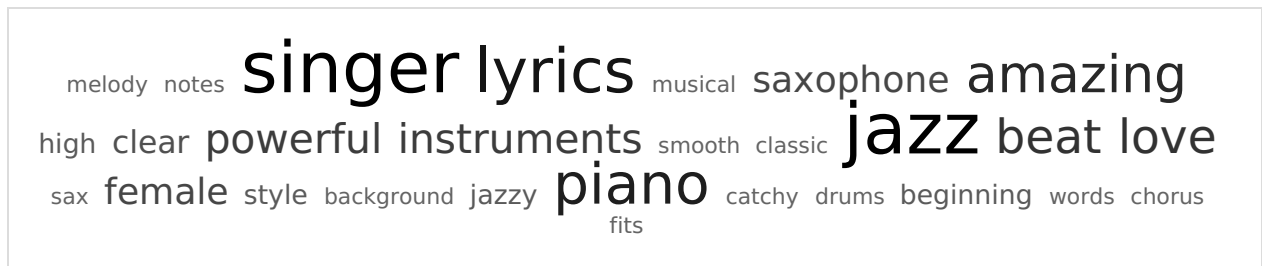 melody notes singer lyrics musical saxophone amazing
high clear powerful instruments smooth classic jazz beat love
sax female style background jazzy piano catchy drums beginning words chorus
fits